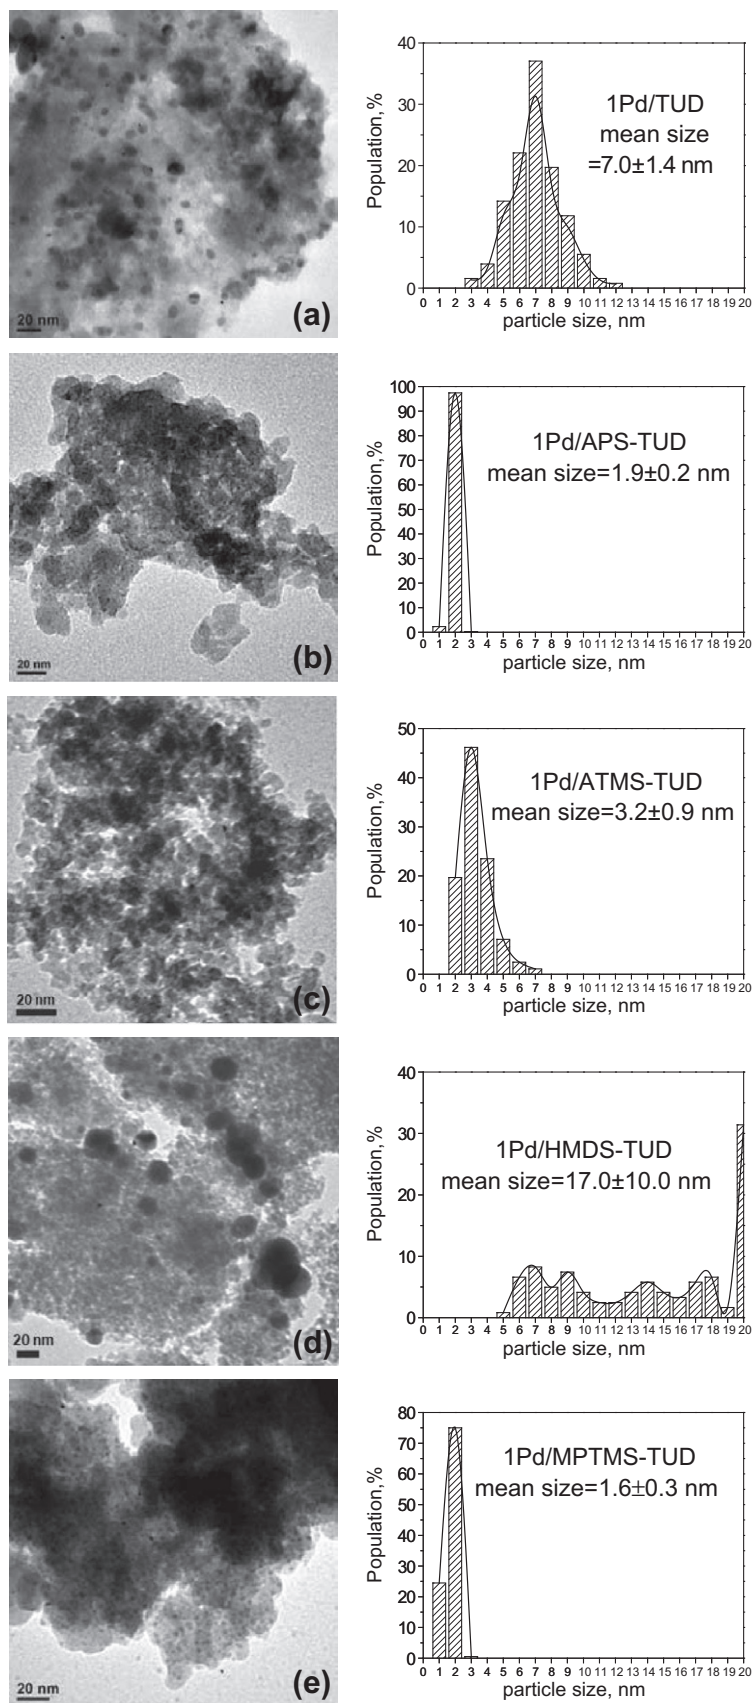 20 nm
(a)
40
30
20
10
0
Population,%
1Pd/TUD
mean size
=7.0±1.4 nm
0 1 2 3 4 5 6 7 8 9 10 11 12 13 14 15 16 17 18 19 20
particle size, nm
20 nm
(b)
100
90
80
70
60
50
40
30
20
10
0
Population,%
1Pd/APS-TUD
mean size=1.9±0.2 nm
0 1 2 3 4 5 6 7 8 9 10 11 12 13 14 15 16 17 18 19 20
particle size, nm
20 nm
(c)
50
40
30
20
10
0
Population,%
1Pd/ATMS-TUD
mean size=3.2±0.9 nm
0 1 2 3 4 5 6 7 8 9 10 11 12 13 14 15 16 17 18 19 20
particle size, nm
20 nm
(d)
40
30
20
10
0
Population,%
1Pd/HMDS-TUD
mean size=17.0±10.0 nm
0 1 2 3 4 5 6 7 8 9 10 11 12 13 14 15 16 17 18 19 20
particle size, nm
20 nm
(e)
80
70
60
50
40
30
20
10
0
Population,%
1Pd/MPTMS-TUD
mean size=1.6±0.3 nm
0 1 2 3 4 5 6 7 8 9 10 11 12 13 14 15 16 17 18 19 20
particle size, nm